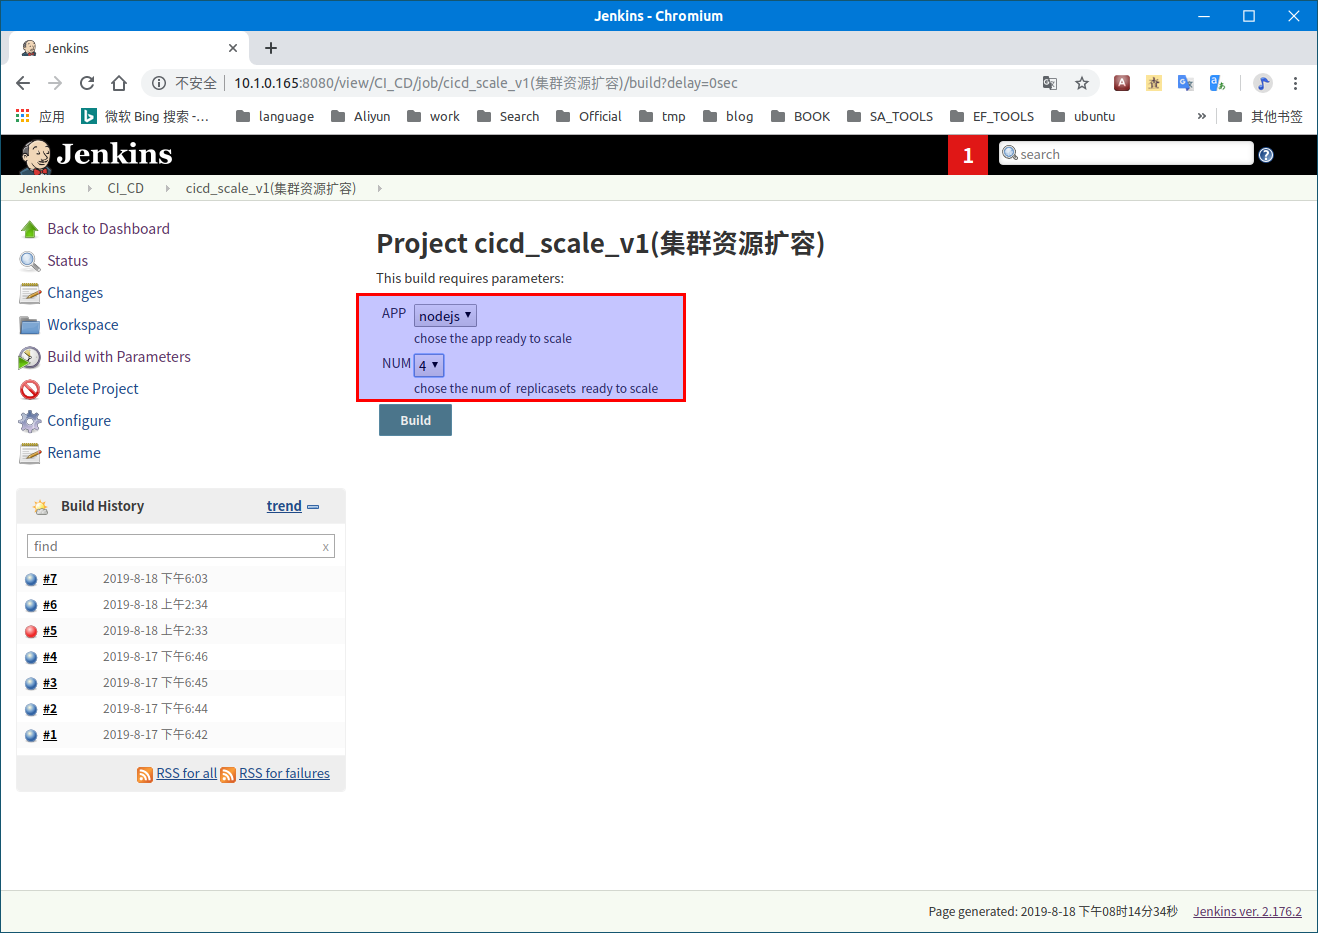 Jenkins - Chromium
Jenkins
不安全 10.1.0.165:8080/view/CI_CD/job/cicd_scale_v1(集群资源扩容)/build?delay=0sec
应用 微软 Bing 搜索 -... language Aliyun work Search Official tmp blog BOOK SA_TOOLS EF_TOOLS ubuntu » 其他书签
Jenkins 1 search
Jenkins CI_CD cicd_scale_v1(集群资源扩容)
Back to Dashboard
Status
Changes
Workspace
Build with Parameters
Delete Project
Configure
Rename
Project cicd_scale_v1(集群资源扩容)
This build requires parameters:
APP nodejs
chose the app ready to scale
NUM 4
chose the num of replicasets ready to scale
Build
Build History trend
find x
#7 2019-8-18 下午6:03
#6 2019-8-18 上午2:34
#5 2019-8-18 上午2:33
#4 2019-8-17 下午6:46
#3 2019-8-17 下午6:45
#2 2019-8-17 下午6:44
#1 2019-8-17 下午6:42
RSS for all RSS for failures
Page generated: 2019-8-18 下午08时14分34秒 Jenkins ver. 2.176.2